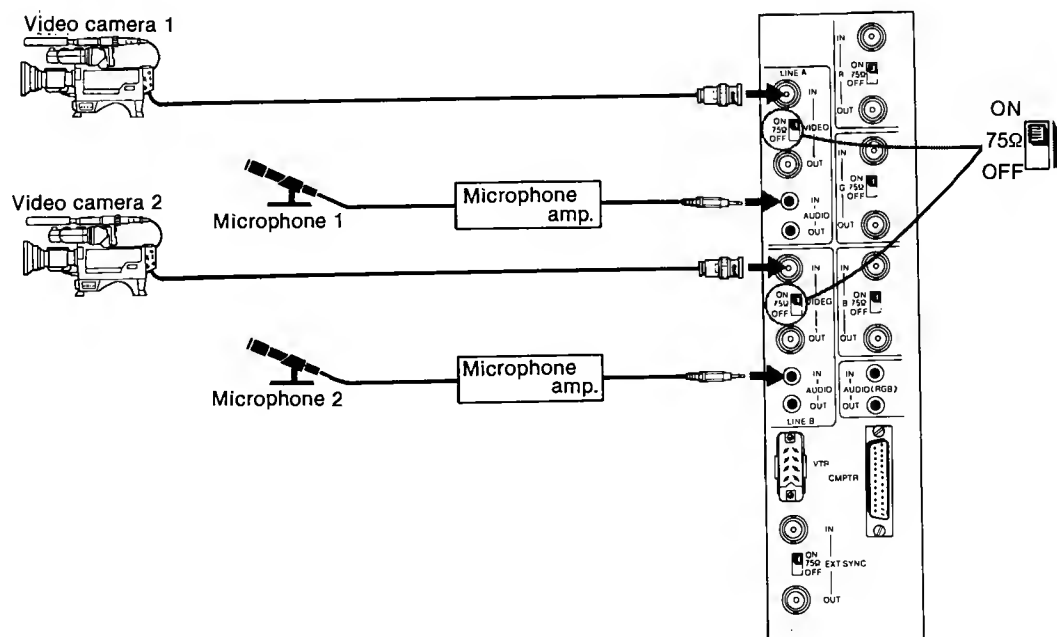 Video camera 1
Microphone 1
Microphone
amp.
Video camera 2
Microphone 2
Microphone
amp.
LINE A
IN
ON
75Ω
OFF
VIDEO
OUT
IN
AUDIO
OUT
IN
ON
75Ω
OFF
VIDEO
OUT
IN
AUDIO
OUT
LINE B
IN
R
ON
75Ω
OFF
OUT
IN
G
ON
75Ω
OFF
OUT
IN
B
ON
75Ω
OFF
OUT
IN
AUDIO(RGB)
OUT
VTR
CMPTR
IN
ON
75Ω
OFF
EXT SYNC
OUT
ON
75Ω
OFF